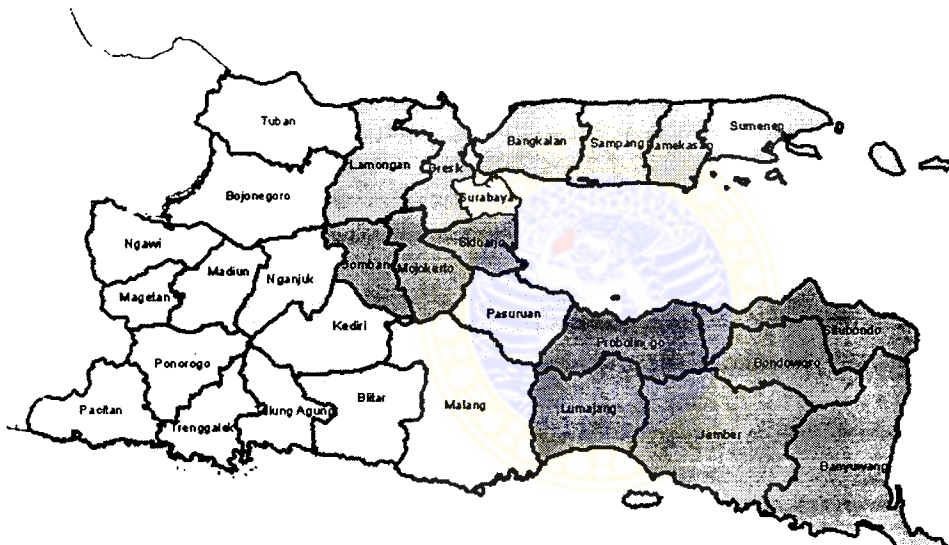 Tuban
Lamongan
Gresik
Bangkalan
Sampang
Pamekasan
Sumenep
Bojonegoro
Surabaya
Ngawi
Madiun
Nganjuk
Jombang
Mojokerto
Sidoarjo
Magetan
Kediri
Pasuruan
Probolinggo
Situbondo
Ponorogo
Bondowoso
Pacitan
Trenggalek
Tulung Agung
Blitar
Malang
Lumajang
Jember
Banyuwangi